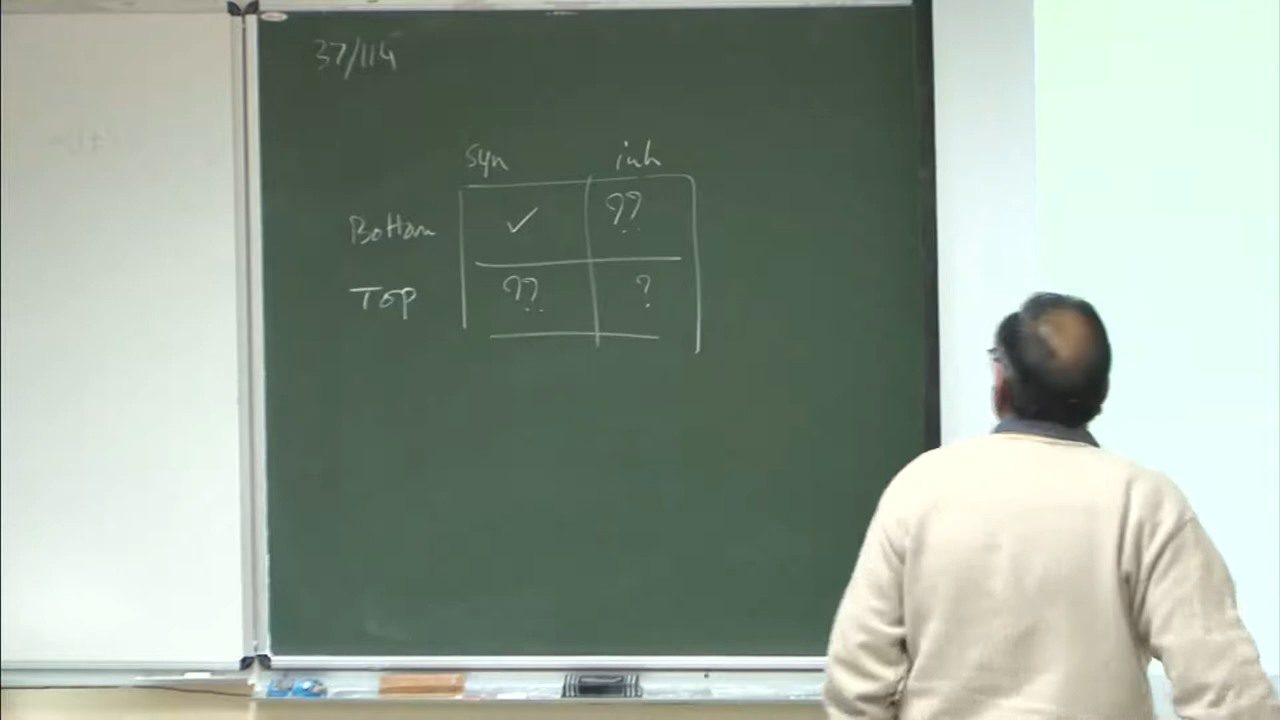 37/114
syn inh
Bottom ✓ ??
Top ?? ?